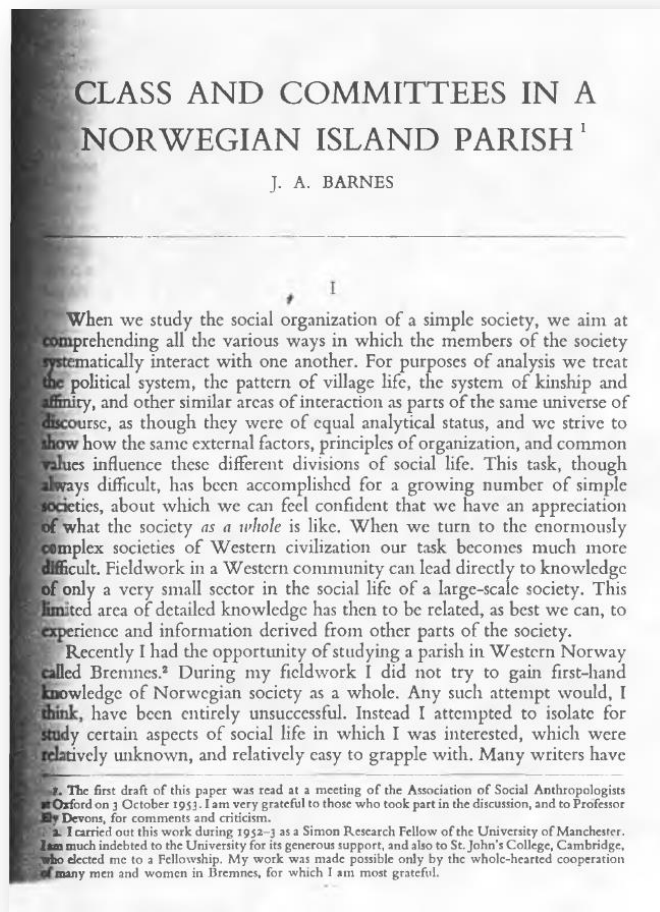 CLASS AND COMMITTEES IN A
NORWEGIAN ISLAND PARISH¹
J. A. BARNES
I
When we study the social organization of a simple society, we aim at
comprehending all the various ways in which the members of the society
systematically interact with one another. For purposes of analysis we treat
the political system, the pattern of village life, the system of kinship and
affinity, and other similar areas of interaction as parts of the same universe of
discourse, as though they were of equal analytical status, and we strive to
show how the same external factors, principles of organization, and common
values influence these different divisions of social life. This task, though
always difficult, has been accomplished for a growing number of simple
societies, about which we can feel confident that we have an appreciation
of what the society as a whole is like. When we turn to the enormously
complex societies of Western civilization our task becomes much more
difficult. Fieldwork in a Western community can lead directly to knowledge
of only a very small sector in the social life of a large-scale society. This
limited area of detailed knowledge has then to be related, as best we can, to
experience and information derived from other parts of the society.
Recently I had the opportunity of studying a parish in Western Norway
called Bremnes.² During my fieldwork I did not try to gain first-hand
knowledge of Norwegian society as a whole. Any such attempt would, I
think, have been entirely unsuccessful. Instead I attempted to isolate for
study certain aspects of social life in which I was interested, which were
relatively unknown, and relatively easy to grapple with. Many writers have
1. The first draft of this paper was read at a meeting of the Association of Social Anthropologists
at Oxford on 3 October 1953. I am very grateful to those who took part in the discussion, and to Professor
Ely Devons, for comments and criticism.
2. I carried out this work during 1952–3 as a Simon Research Fellow of the University of Manchester.
I am much indebted to the University for its generous support, and also to St. John's College, Cambridge,
who elected me to a Fellowship. My work was made possible only by the whole-hearted cooperation
of many men and women in Bremnes, for which I am most grateful.